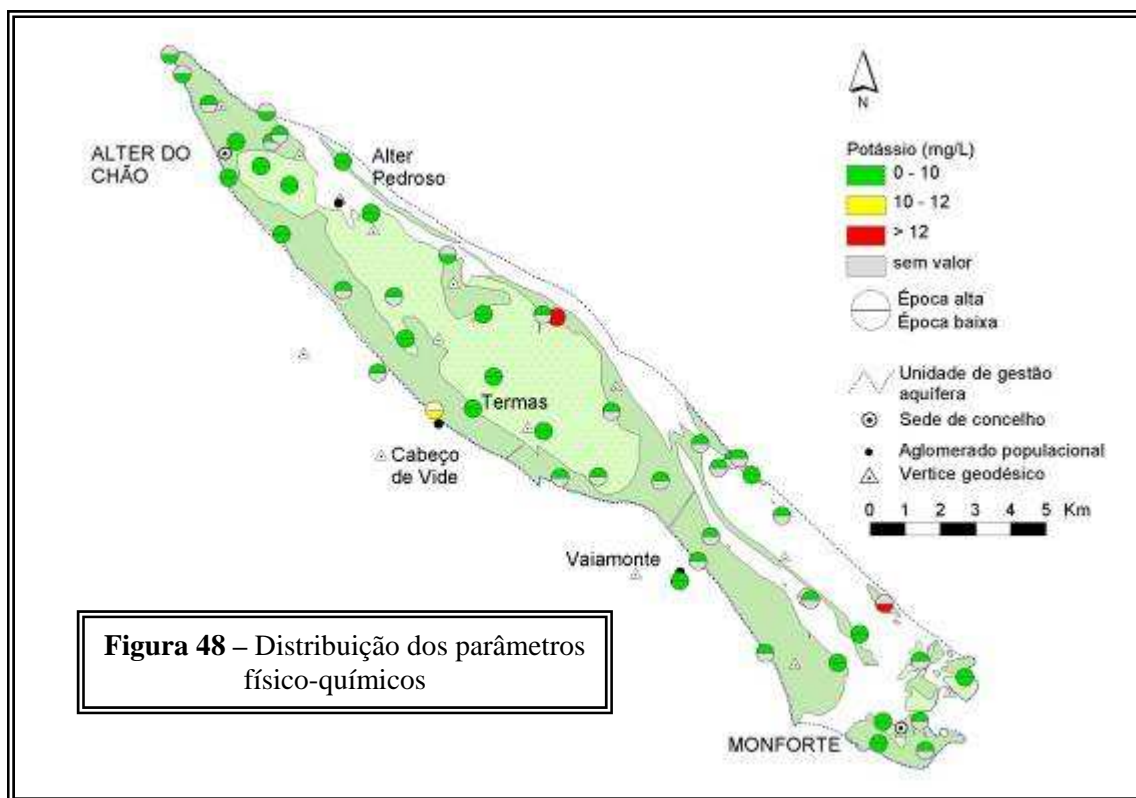 N
ALTER DO
CHÃO
Alter
Pedroso
Termas
Cabeço
de Vide
Vaiamonte
MONFORTE
Potássio (mg/L)
0 - 10
10 - 12
> 12
sem valor
Época alta
Época baixa
Unidade de gestão
aquífera
Sede de concelho
Aglomerado populacional
Vertice geodésico
0 1 2 3 4 5 Km
Figura 48 – Distribuição dos parâmetros
físico-químicos